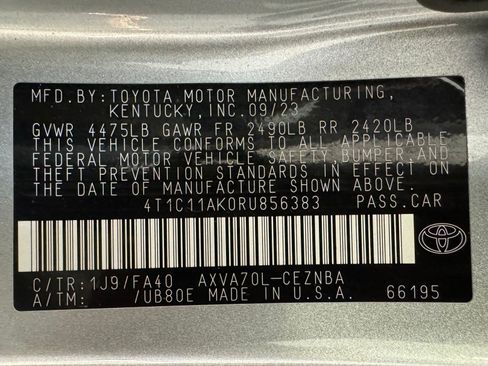 MFD.BY:TOYOTA MOTOR MANUFACTURING,
KENTUCKY,INC.09/23
GVWR 4475LB GAWR FR 2490LB RR 2420LB
THIS VEHICLE CONFORMS TO ALL APPLICABLE
FEDERAL MOTOR VEHICLE SAFETY,BUMPER,AND
THEFT PREVENTION STANDARDS IN EFFECT ON
THE DATE OF MANUFACTURE SHOWN ABOVE.
4T1C11AK0RU856383 PASS.CAR
C/TR:1J9/FA40 AXVA70L-CEZNBA
A/TM: /UB80E MADE IN U.S.A. 66195